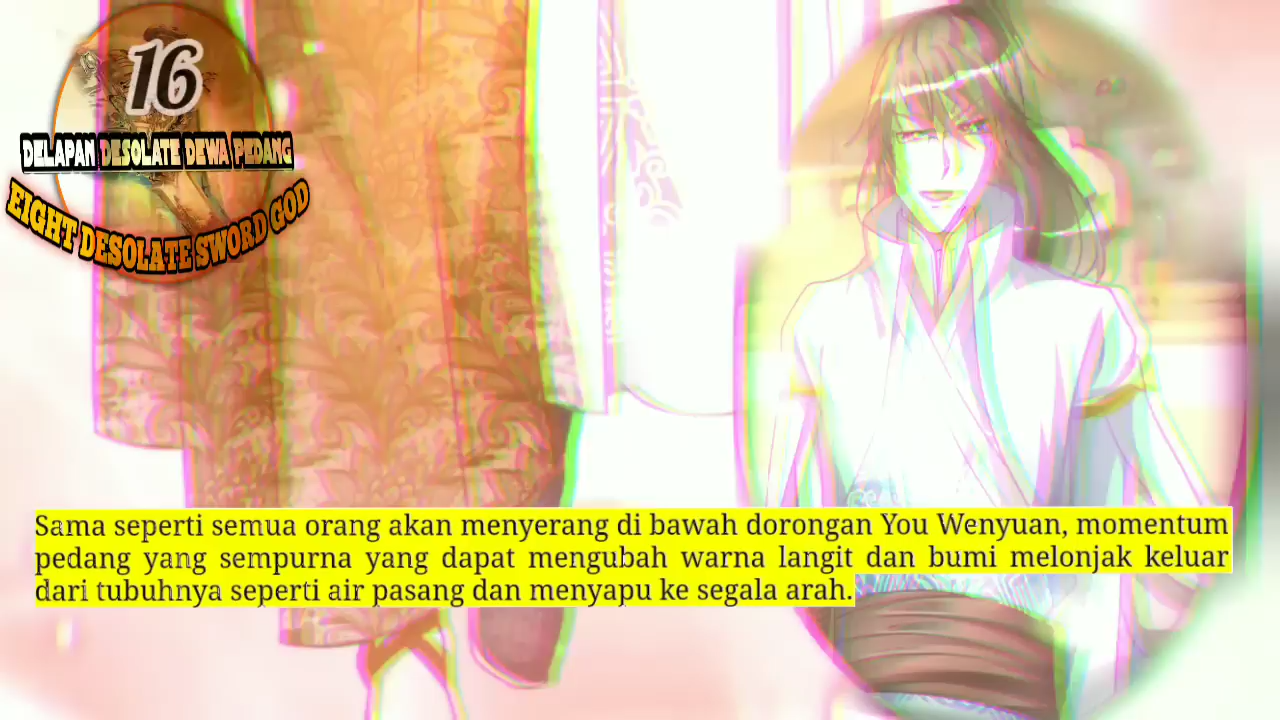 16
DELAPAN DESOLATE DEWA PEDANG
EIGHT DESOLATE SWORD GOD
Sama seperti semua orang akan menyerang di bawah dorongan You Wenyuan, momentum
pedang yang sempurna yang dapat mengubah warna langit dan bumi melonjak keluar
dari tubuhnya seperti air pasang dan menyapu ke segala arah.